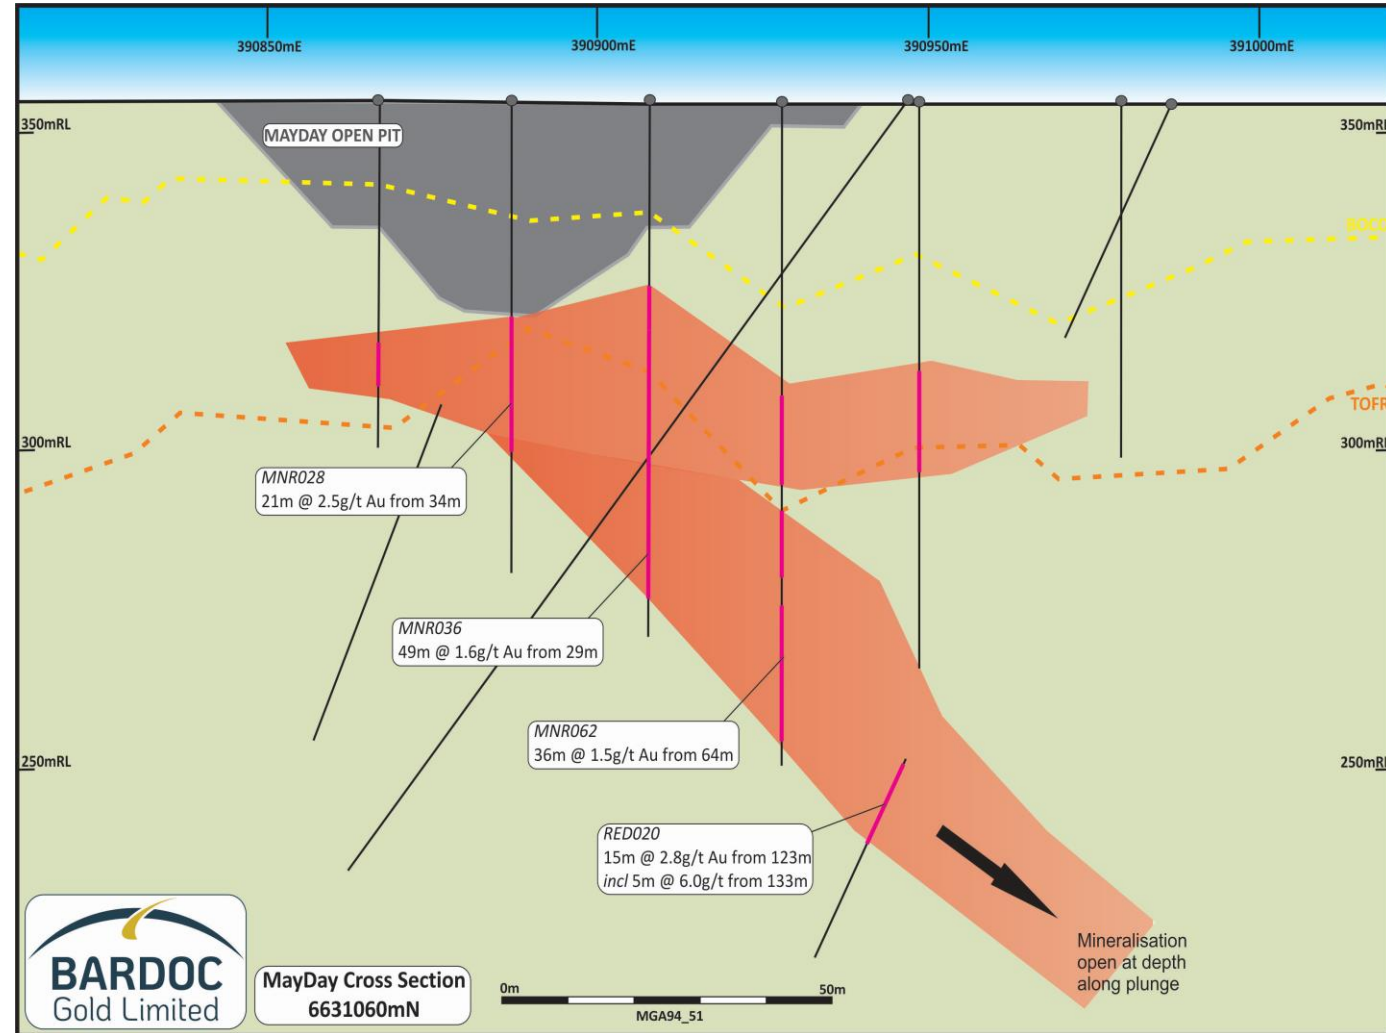 390850mE
390900mE
390950mE
391000mE
350mRL
MAYDAY OPEN PIT
350mRL
BOCO
TOFR
300mRL
300mRL
MNR028
21m @ 2.5g/t Au from 34m
MNR036
49m @ 1.6g/t Au from 29m
MNR062
36m @ 1.5g/t Au from 64m
250mRL
250mRL
RED020
15m @ 2.8g/t Au from 123m
incl 5m @ 6.0g/t from 133m
Mineralisation
open at depth
along plunge
BARDOC
Gold Limited
MayDay Cross Section
6631060mN
0m
50m
MGA94_51